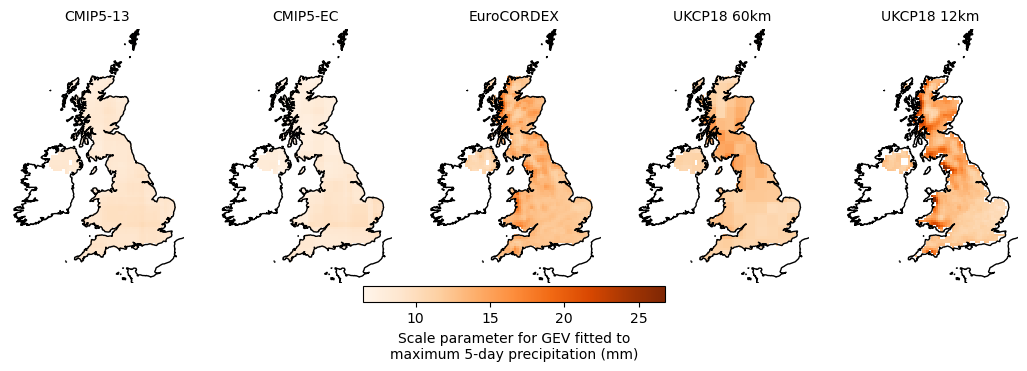 CMIP5-13
CMIP5-EC
EuroCORDEX
UKCP18 60km
UKCP18 12km
10
15
20
25
Scale parameter for GEV fitted to
maximum 5-day precipitation (mm)